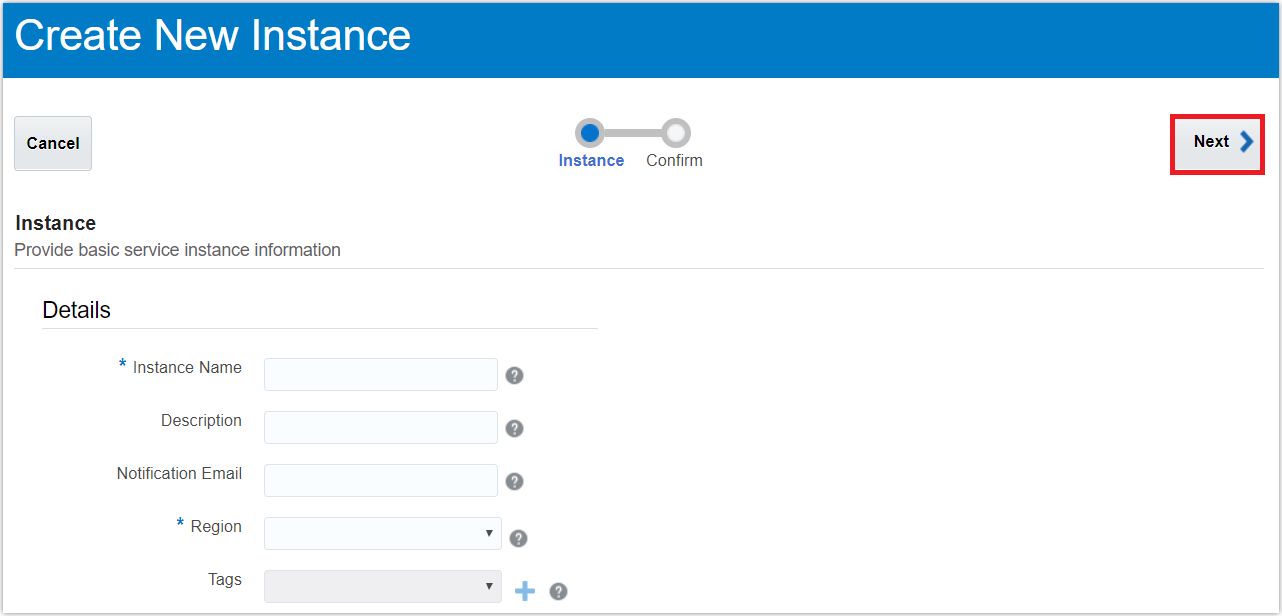 Create New Instance
Cancel
Instance
Confirm
Next
Instance
Provide basic service instance information
Details
* Instance Name
?
Description
?
Notification Email
?
* Region
?
Tags
?